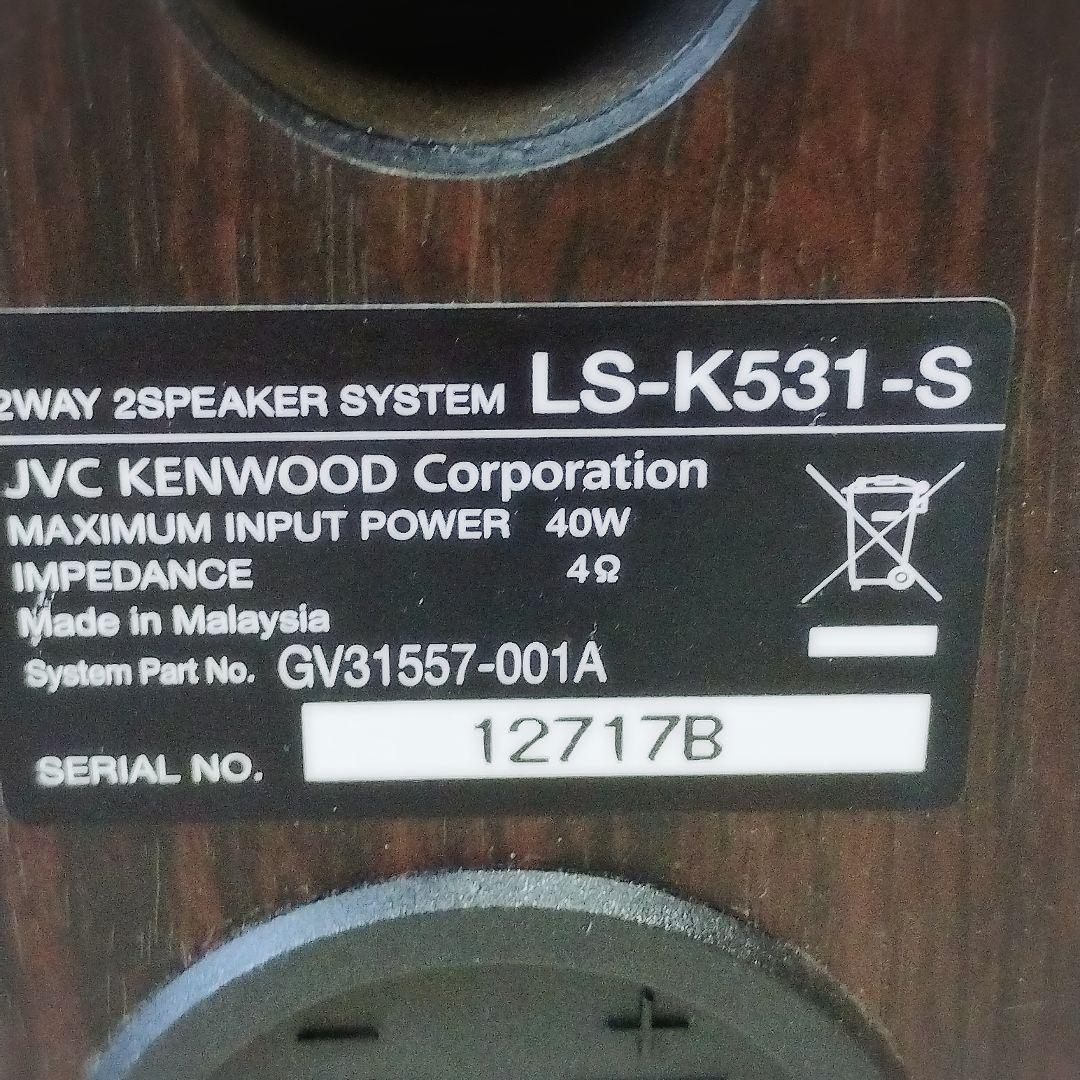 2WAY 2SPEAKER SYSTEM LS-K531-S
JVC KENWOOD Corporation
MAXIMUM INPUT POWER 40W
IMPEDANCE 4Ω
Made in Malaysia
System Part No. GV31557-001A
SERIAL NO. 12717B
− +